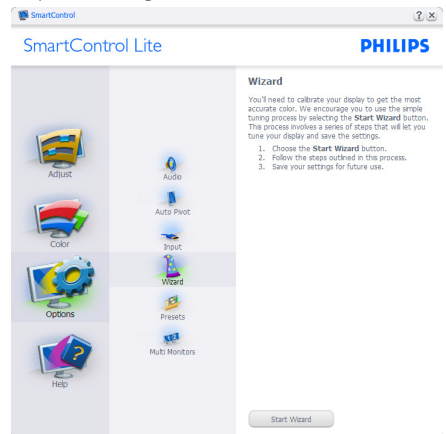 SmartControl
? ×
SmartControl Lite
PHILIPS
Adjust
Color
Options
Help
Audio
Auto Pivot
Input
Wizard
Presets
Multi Monitors
Wizard
You'll need to calibrate your display to get the most
accurate color. We encourage you to use the simple
tuning process by selecting the Start Wizard button.
This process involves a series of steps that will let you
tune your display and save the settings.
1. Choose the Start Wizard button.
2. Follow the steps outlined in this process.
3. Save your settings for future use.
Start Wizard